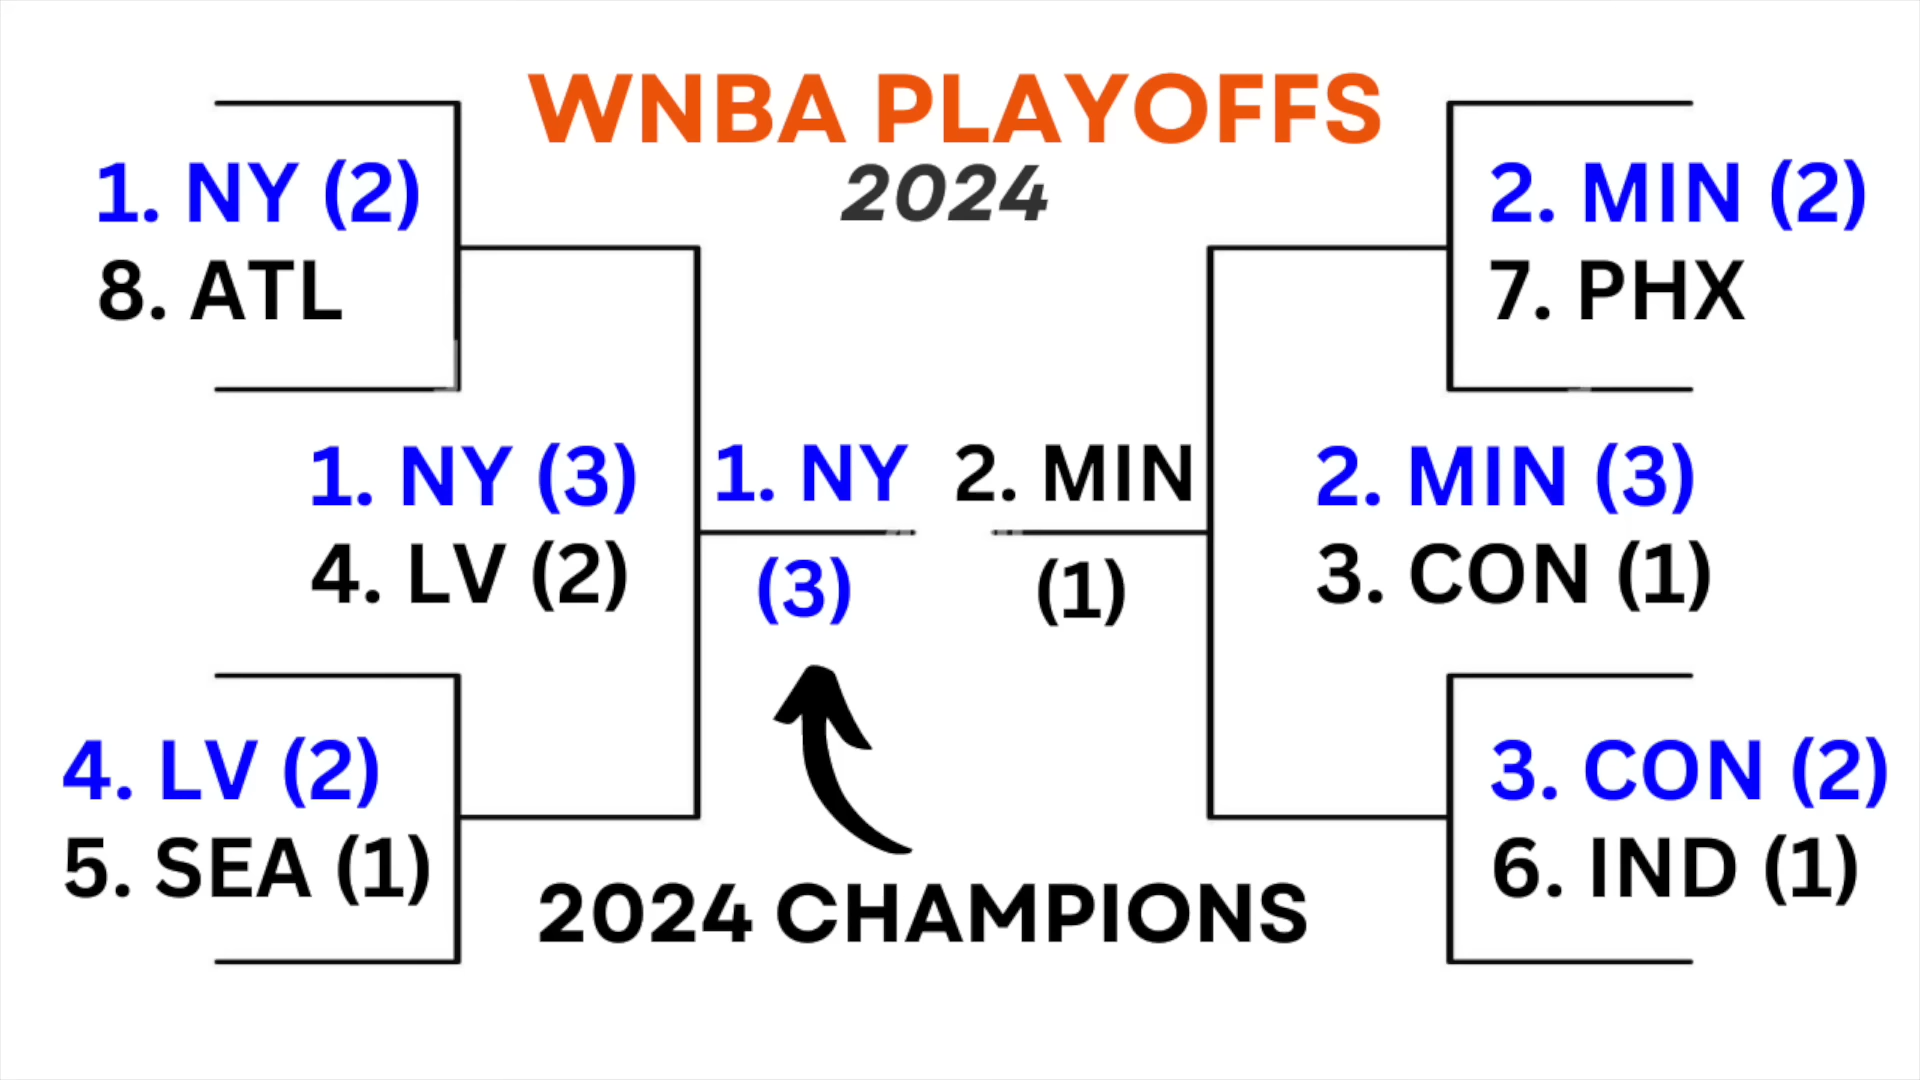 WNBA PLAYOFFS
2024
1. NY (2)
8. ATL
1. NY (3)
4. LV (2)
4. LV (2)
5. SEA (1)
1. NY
(3)
2. MIN
(1)
2. MIN (2)
7. PHX
2. MIN (3)
3. CON (1)
3. CON (2)
6. IND (1)
2024 CHAMPIONS